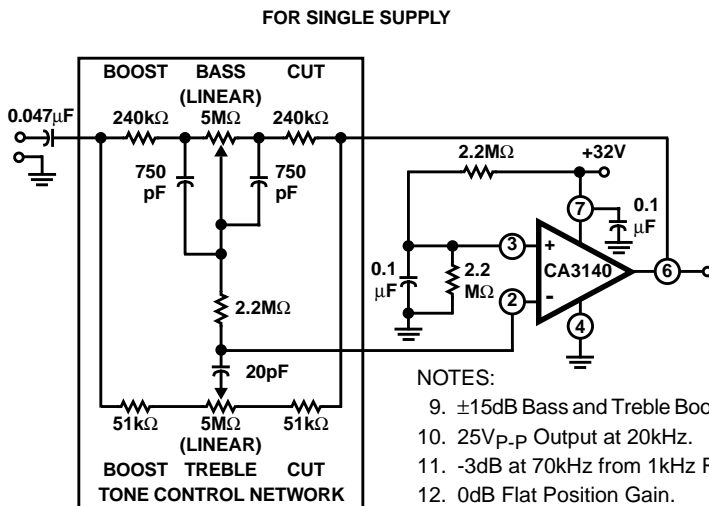 FOR SINGLE SUPPLY
BOOST BASS CUT
(LINEAR)
0.047μF
240kΩ 5MΩ 240kΩ
750 pF
750 pF
2.2MΩ
+32V
7
0.1 μF
3
+
CA3140
6
0.1 μF
2.2 MΩ
2
-
4
2.2MΩ
20pF
51kΩ 5MΩ 51kΩ
(LINEAR)
BOOST TREBLE CUT
TONE CONTROL NETWORK
NOTES:
9. ±15dB Bass and Treble Boo
10. 25VP-P Output at 20kHz.
11. -3dB at 70kHz from 1kHz F
12. 0dB Flat Position Gain.